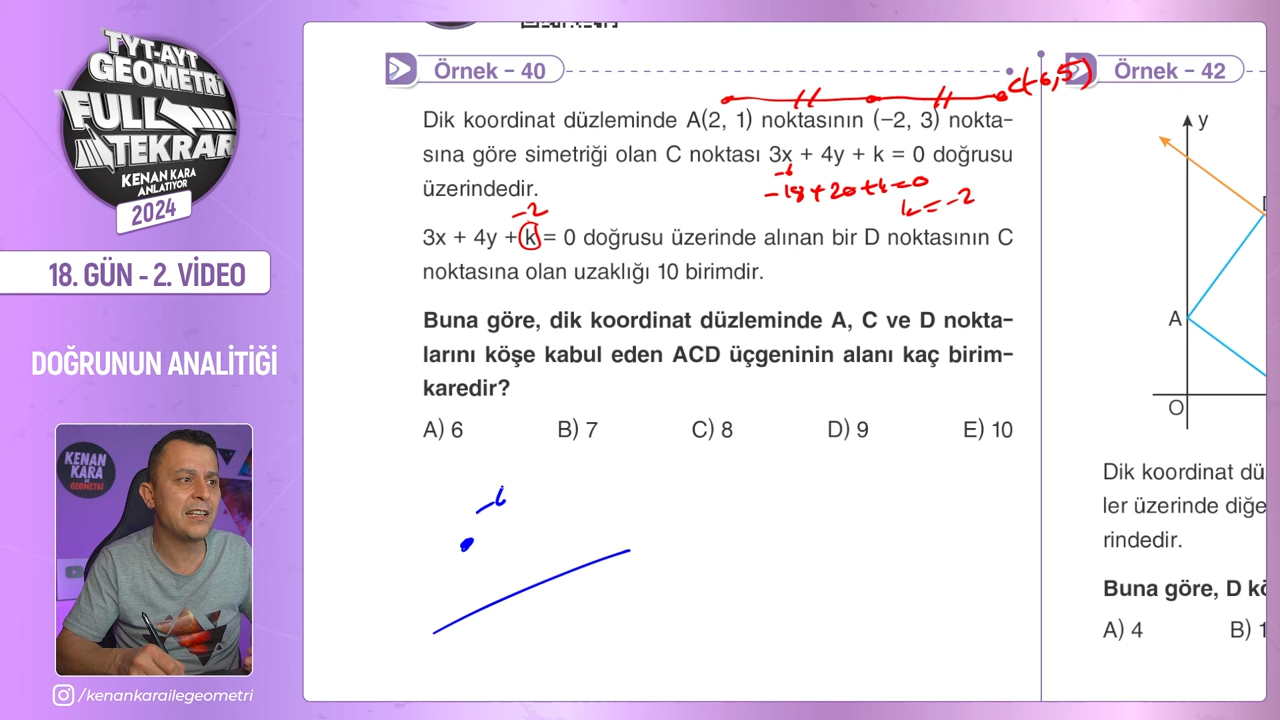 TYT-AYT
GEOMETRİ
FULL
TEKRAR
KENAN KARA
ANLATIYOR
2024
18. GÜN - 2. VİDEO
DOĞRUNUN ANALİTİĞİ
KENAN
KARA
GEOMETRİ
/kenankarailegeometri
Örnek – 40
C(-6,5)
Dik koordinat düzleminde A(2, 1) noktasının (–2, 3) nokta-
sına göre simetriği olan C noktası 3x + 4y + k = 0 doğrusu
-6
üzerindedir.
-18+20+k=0
k=-2
-2
3x + 4y + k = 0 doğrusu üzerinde alınan bir D noktasının C
noktasına olan uzaklığı 10 birimdir.
Buna göre, dik koordinat düzleminde A, C ve D nokta-
larını köşe kabul eden ACD üçgeninin alanı kaç birim-
karedir?
A) 6 B) 7 C) 8 D) 9 E) 10
-6
Örnek – 42
y
A
O
Dik koordinat dü
ler üzerinde diğe
rindedir.
Buna göre, D k
A) 4 B) 1